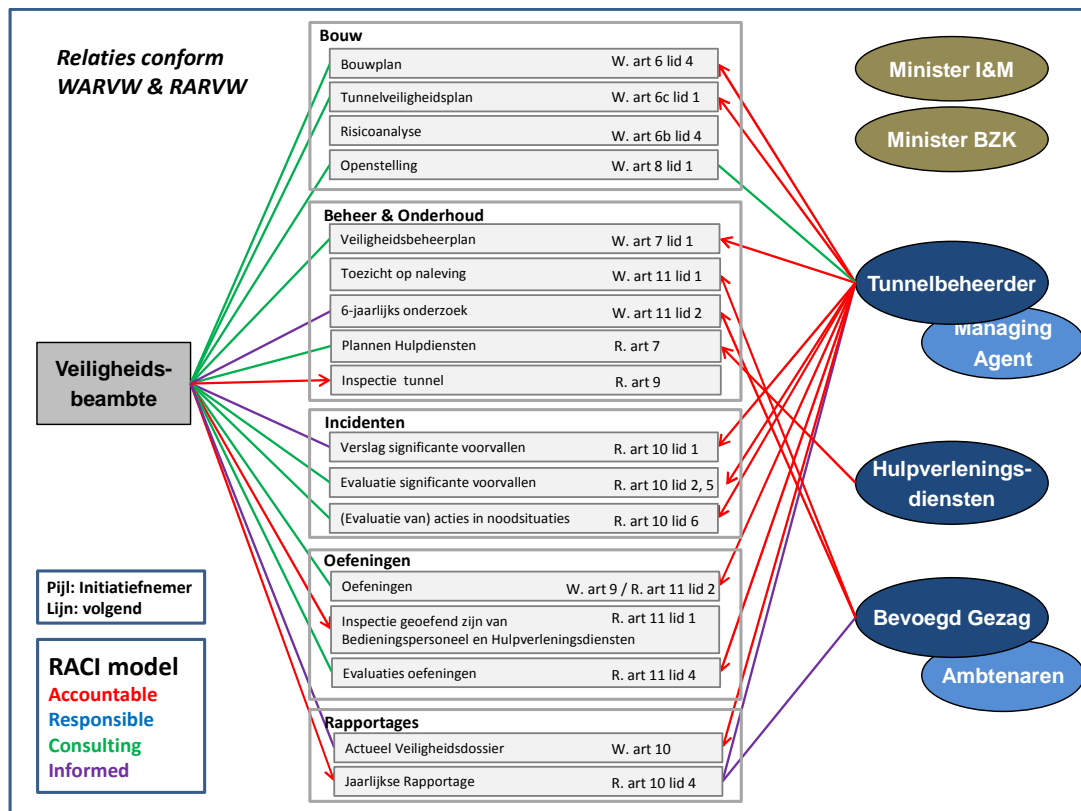 Relaties conform
WARVW & RARVW
Bouw
Bouwplan W. art 6 lid 4
Tunnelveiligheidsplan W. art 6c lid 1
Risicoanalyse W. art 6b lid 4
Openstelling W. art 8 lid 1
Beheer & Onderhoud
Veiligheidsbeheerplan W. art 7 lid 1
Toezicht op naleving W. art 11 lid 1
6-jaarlijks onderzoek W. art 11 lid 2
Plannen Hulpdiensten R. art 7
Inspectie tunnel R. art 9
Incidenten
Verslag significante voorvallen R. art 10 lid 1
Evaluatie significante voorvallen R. art 10 lid 2, 5
(Evaluatie van) acties in noodsituaties R. art 10 lid 6
Oefeningen
Oefeningen W. art 9 / R. art 11 lid 2
Inspectie geoefend zijn van R. art 11 lid 1
Bedieningspersoneel en Hulpverleningsdiensten
Evaluaties oefeningen R. art 11 lid 4
Rapportages
Actueel Veiligheidsdossier W. art 10
Jaarlijkse Rapportage R. art 10 lid 4
Veiligheids-
beambte
Pijl: Initiatiefnemer
Lijn: volgend
RACI model
Accountable
Responsible
Consulting
Informed
Minister I&M
Minister BZK
Tunnelbeheerder
Managing
Agent
Hulpverlenings-
diensten
Bevoegd Gezag
Ambtenaren